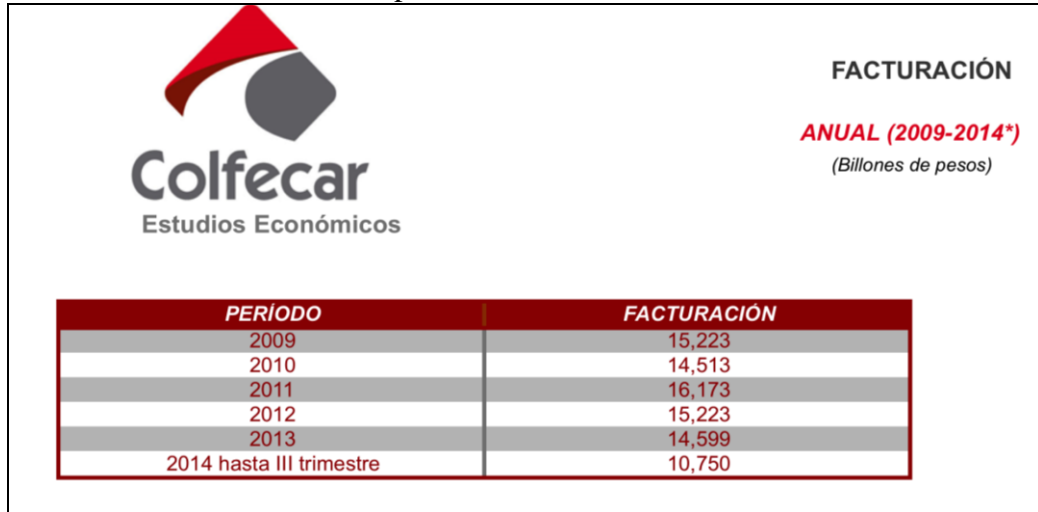 FACTURACIÓN
ANUAL (2009-2014*)
(Billones de pesos)
Colfecar
Estudios Económicos
PERÍODO FACTURACIÓN
2009 15,223
2010 14,513
2011 16,173
2012 15,223
2013 14,599
2014 hasta III trimestre 10,750